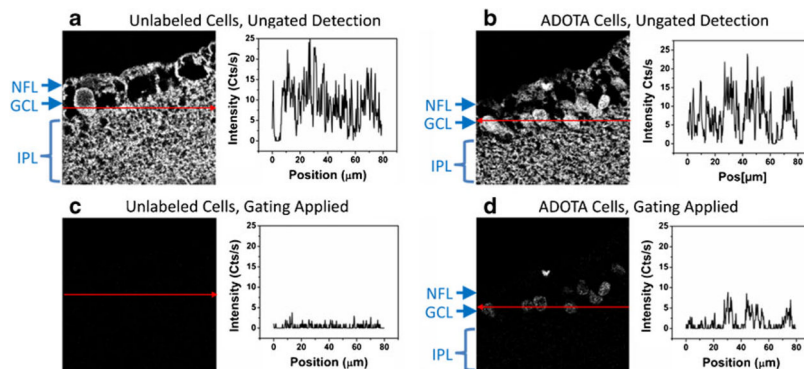 a Unlabeled Cells, Ungated Detection
NFL
GCL
IPL
Intensity (Cts/s)
25
20
15
10
5
0
0 20 40 60 80
Position (µm)
b ADOTA Cells, Ungated Detection
NFL
GCL
IPL
Intensity Cts/s)
25
20
15
10
5
0
0 20 40 60 80
Pos[µm]
c Unlabeled Cells, Gating Applied
Intensity (Cts/s)
25
20
15
10
5
0
0 20 40 60 80
Position (µm)
d ADOTA Cells, Gating Applied
NFL
GCL
IPL
Intensity (Cts/s)
25
20
15
10
5
0
0 20 40 60 80
Position (µm)